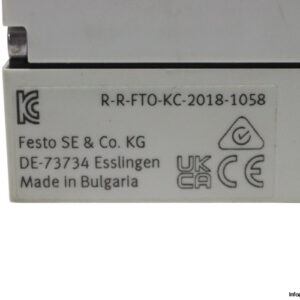 R-R-FTO-KC-2018-1058
Festo SE & Co. KG
DE-73734 Esslingen
Made in Bulgaria
UK
CA
CE